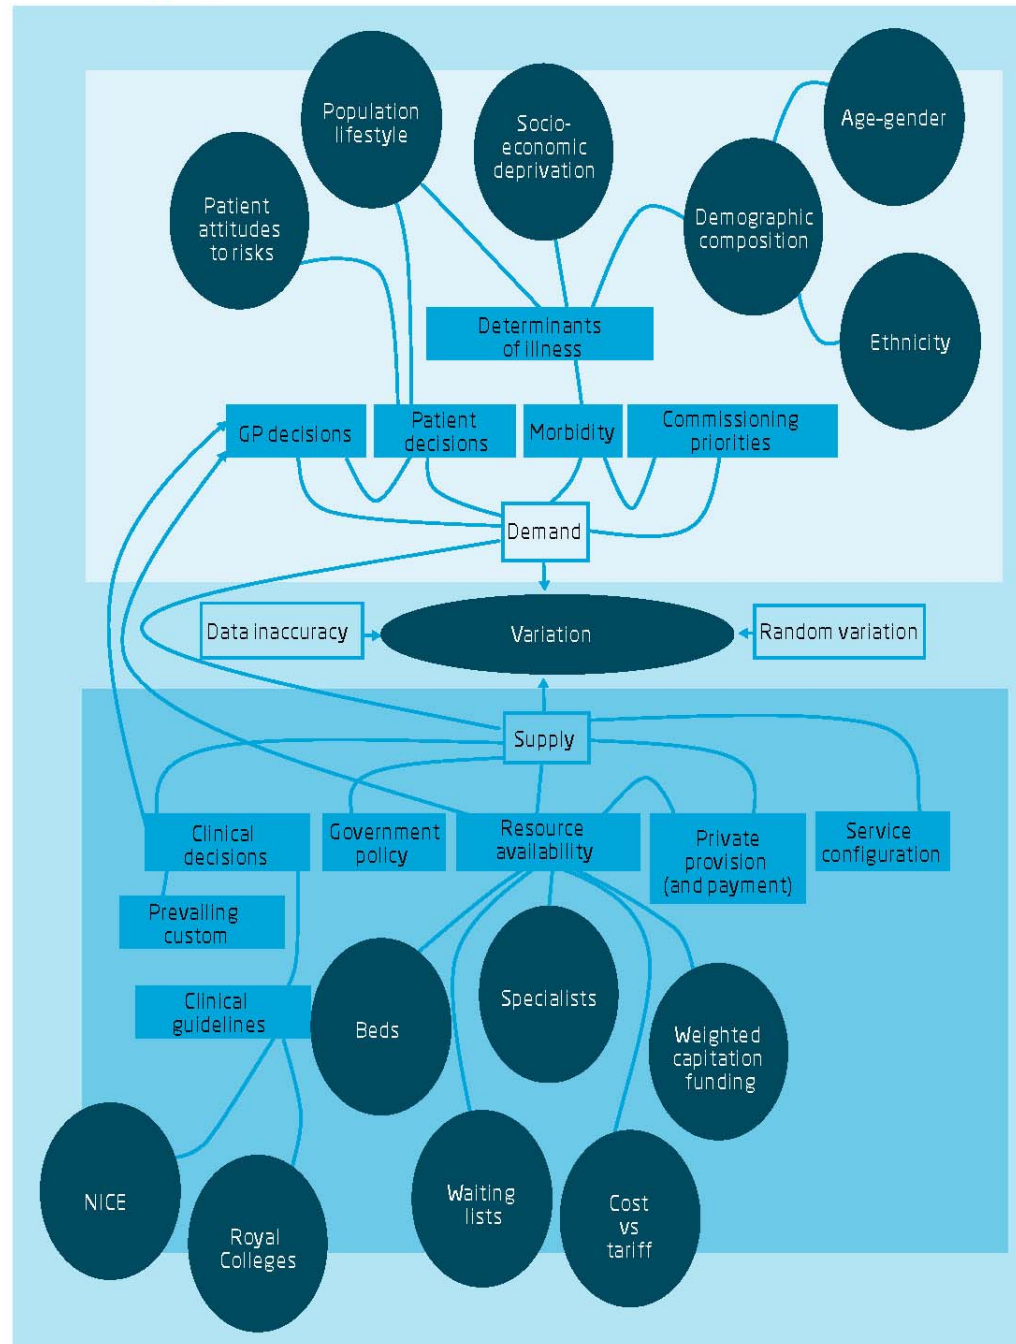 Population
lifestyle
Socio-
economic
deprivation
Age-gender
Patient
attitudes
to risks
Demographic
composition
Determinants
of illness
Ethnicity
GP decisions
Patient
decisions
Morbidity
Commissioning
priorities
Demand
Data inaccuracy
Variation
Random variation
Supply
Clinical
decisions
Government
policy
Resource
availability
Private
provision
(and payment)
Service
configuration
Prevailing
custom
Clinical
guidelines
Beds
Specialists
Weighted
capitation
funding
NICE
Royal
Colleges
Waiting
lists
Cost
vs
tariff